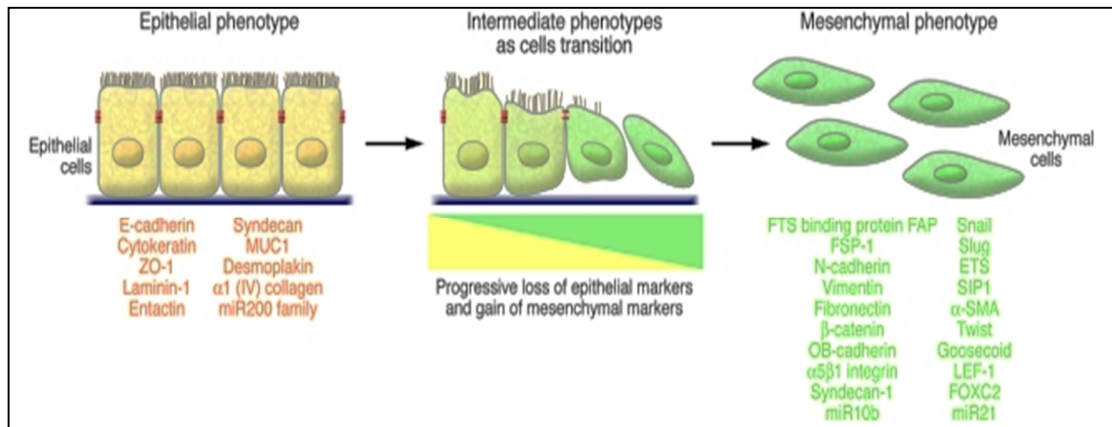 Epithelial phenotype
Intermediate phenotypes
as cells transition
Mesenchymal phenotype
Epithelial
cells
Mesenchymal
cells
E-cadherin
Cytokeratin
ZO-1
Laminin-1
Entactin
Syndecan
MUC1
Desmoplakin
α1 (IV) collagen
miR200 family
Progressive loss of epithelial markers
and gain of mesenchymal markers
FTS binding protein FAP
FSP-1
N-cadherin
Vimentin
Fibronectin
β-catenin
OB-cadherin
α5β1 integrin
Syndecan-1
miR10b
Snail
Slug
ETS
SIP1
α-SMA
Twist
Goosecoid
LEF-1
FOXC2
miR21